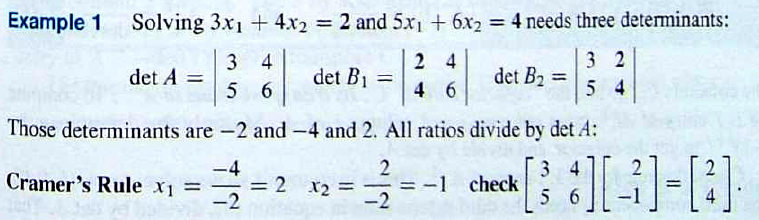 Example 1 Solving 3x₁ + 4x₂ = 2 and 5x₁ + 6x₂ = 4 needs three determinants:
det A = |3 4; 5 6| det B₁ = |2 4; 4 6| det B₂ = |3 2; 5 4|
Those determinants are −2 and −4 and 2. All ratios divide by det A:
Cramer's Rule x₁ = −4/−2 = 2 x₂ = 2/−2 = −1 check [3 4; 5 6] [2; −1] = [2; 4].